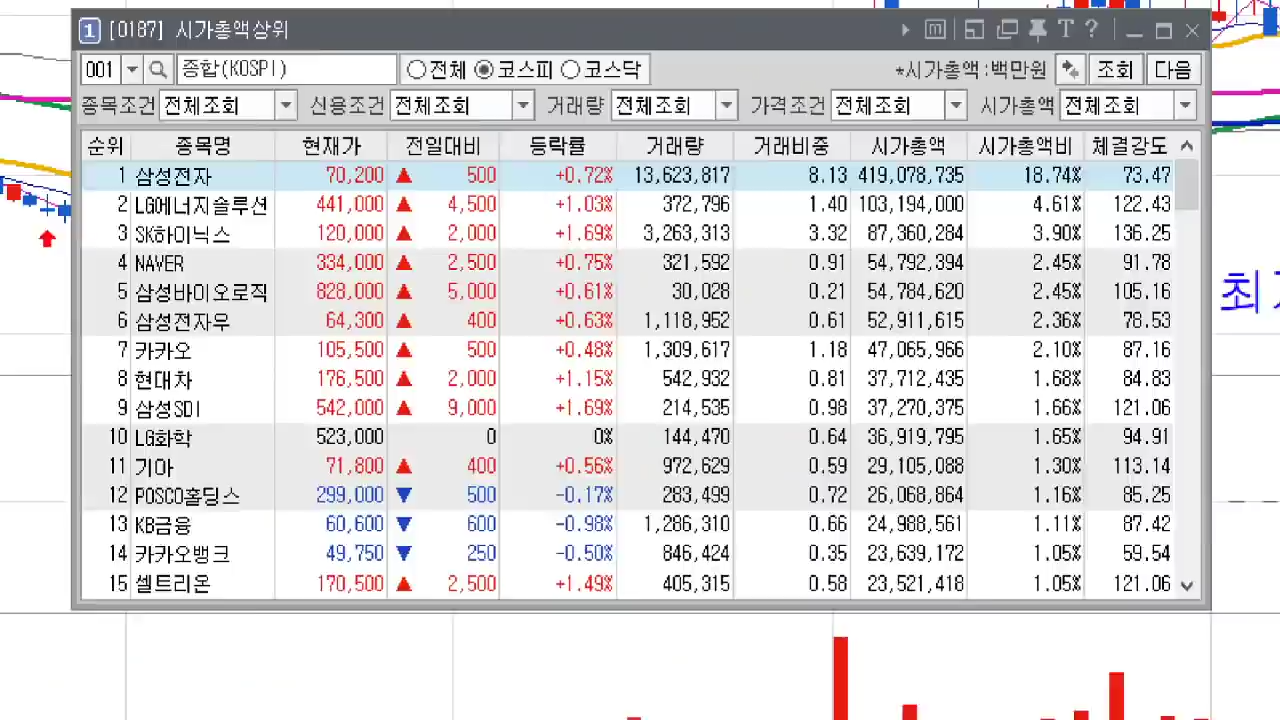 1 [0187] 시가총액상위 m T ?
001 종합(KOSPI) 전체 코스피 코스닥 *시가총액:백만원 조회 다음
종목조건 전체조회 신용조건 전체조회 거래량 전체조회 가격조건 전체조회 시가총액 전체조회
순위 종목명 현재가 전일대비 등락률 거래량 거래비중 시가총액 시가총액비 체결강도
1 삼성전자 70,200 ▲ 500 +0.72% 13,623,817 8.13 419,078,735 18.74% 73.47
2 LG에너지솔루션 441,000 ▲ 4,500 +1.03% 372,796 1.40 103,194,000 4.61% 122.43
3 SK하이닉스 120,000 ▲ 2,000 +1.69% 3,263,313 3.32 87,360,284 3.90% 136.25
4 NAVER 334,000 ▲ 2,500 +0.75% 321,592 0.91 54,792,394 2.45% 91.78
5 삼성바이오로직 828,000 ▲ 5,000 +0.61% 30,028 0.21 54,784,620 2.45% 105.16
6 삼성전자우 64,300 ▲ 400 +0.63% 1,118,952 0.61 52,911,615 2.36% 78.53
7 카카오 105,500 ▲ 500 +0.48% 1,309,617 1.18 47,065,966 2.10% 87.16
8 현대차 176,500 ▲ 2,000 +1.15% 542,932 0.81 37,712,435 1.68% 84.83
9 삼성SDI 542,000 ▲ 9,000 +1.69% 214,535 0.98 37,270,375 1.66% 121.06
10 LG화학 523,000 0 0% 144,470 0.64 36,919,795 1.65% 94.91
11 기아 71,800 ▲ 400 +0.56% 972,629 0.59 29,105,088 1.30% 113.14
12 POSCO홀딩스 299,000 ▼ 500 -0.17% 283,499 0.72 26,068,864 1.16% 85.25
13 KB금융 60,600 ▼ 600 -0.98% 1,286,310 0.66 24,988,561 1.11% 87.42
14 카카오뱅크 49,750 ▼ 250 -0.50% 846,424 0.35 23,639,172 1.05% 59.54
15 셀트리온 170,500 ▲ 2,500 +1.49% 405,315 0.58 23,521,418 1.05% 121.06